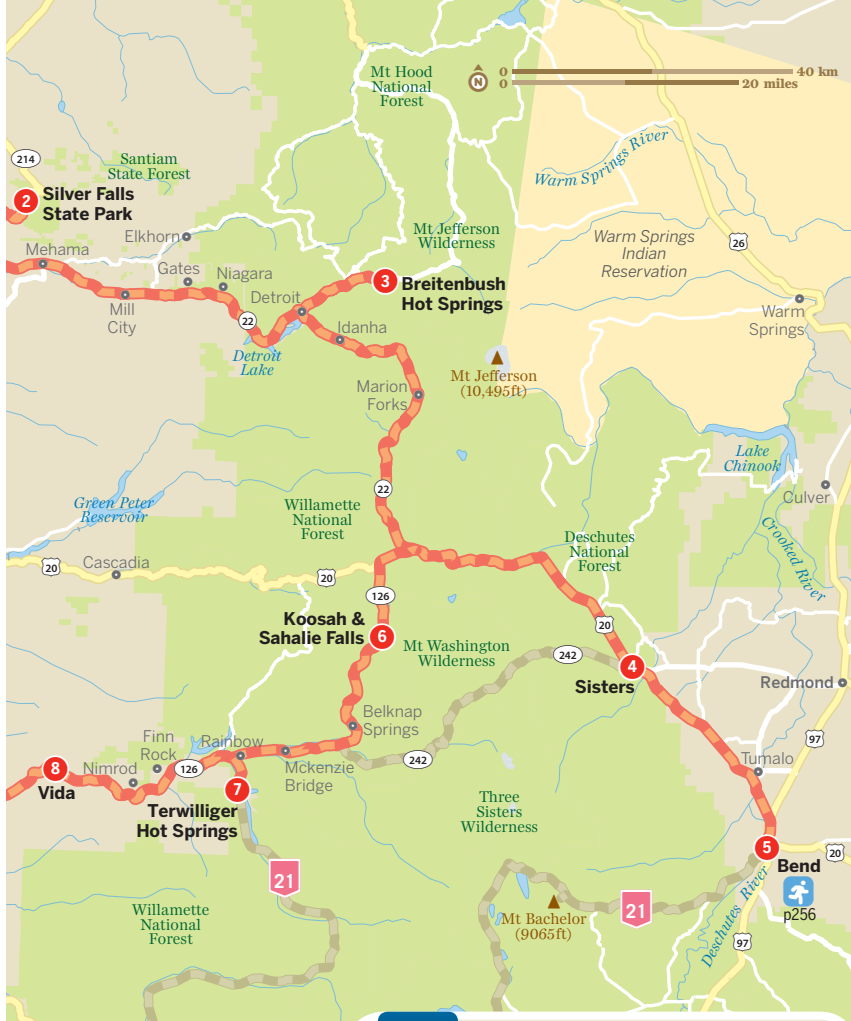 Mt Hood
National
Forest
N
0
40 km
0
20 miles
214
Santiam
State Forest
Warm Springs River
2
Silver Falls
State Park
Elkhorn
Mt Jefferson
Wilderness
Warm Springs
Indian
Reservation
26
Mehama
Gates
Niagara
3
Breitenbush
Hot Springs
Detroit
Mill
City
22
Idanha
Warm
Springs
Detroit
Lake
Marion
Forks
Mt Jefferson
(10,495ft)
Lake
Chinook
22
Culver
Green Peter
Reservoir
Willamette
National
Forest
Crooked River
Deschutes
National
Forest
20
Cascadia
20
126
Koosah &
Sahalie Falls
6
20
Mt Washington
Wilderness
242
4
Sisters
Redmond
Belknap
Springs
Finn
Rock
Rainbow
97
8
Vida
Nimrod
126
Mckenzie
Bridge
242
Tumalo
7
Terwilliger
Hot Springs
Three
Sisters
Wilderness
5
Bend
20
21
p256
Willamette
National
Forest
Mt Bachelor
(9065ft)
21
Deschutes River
97